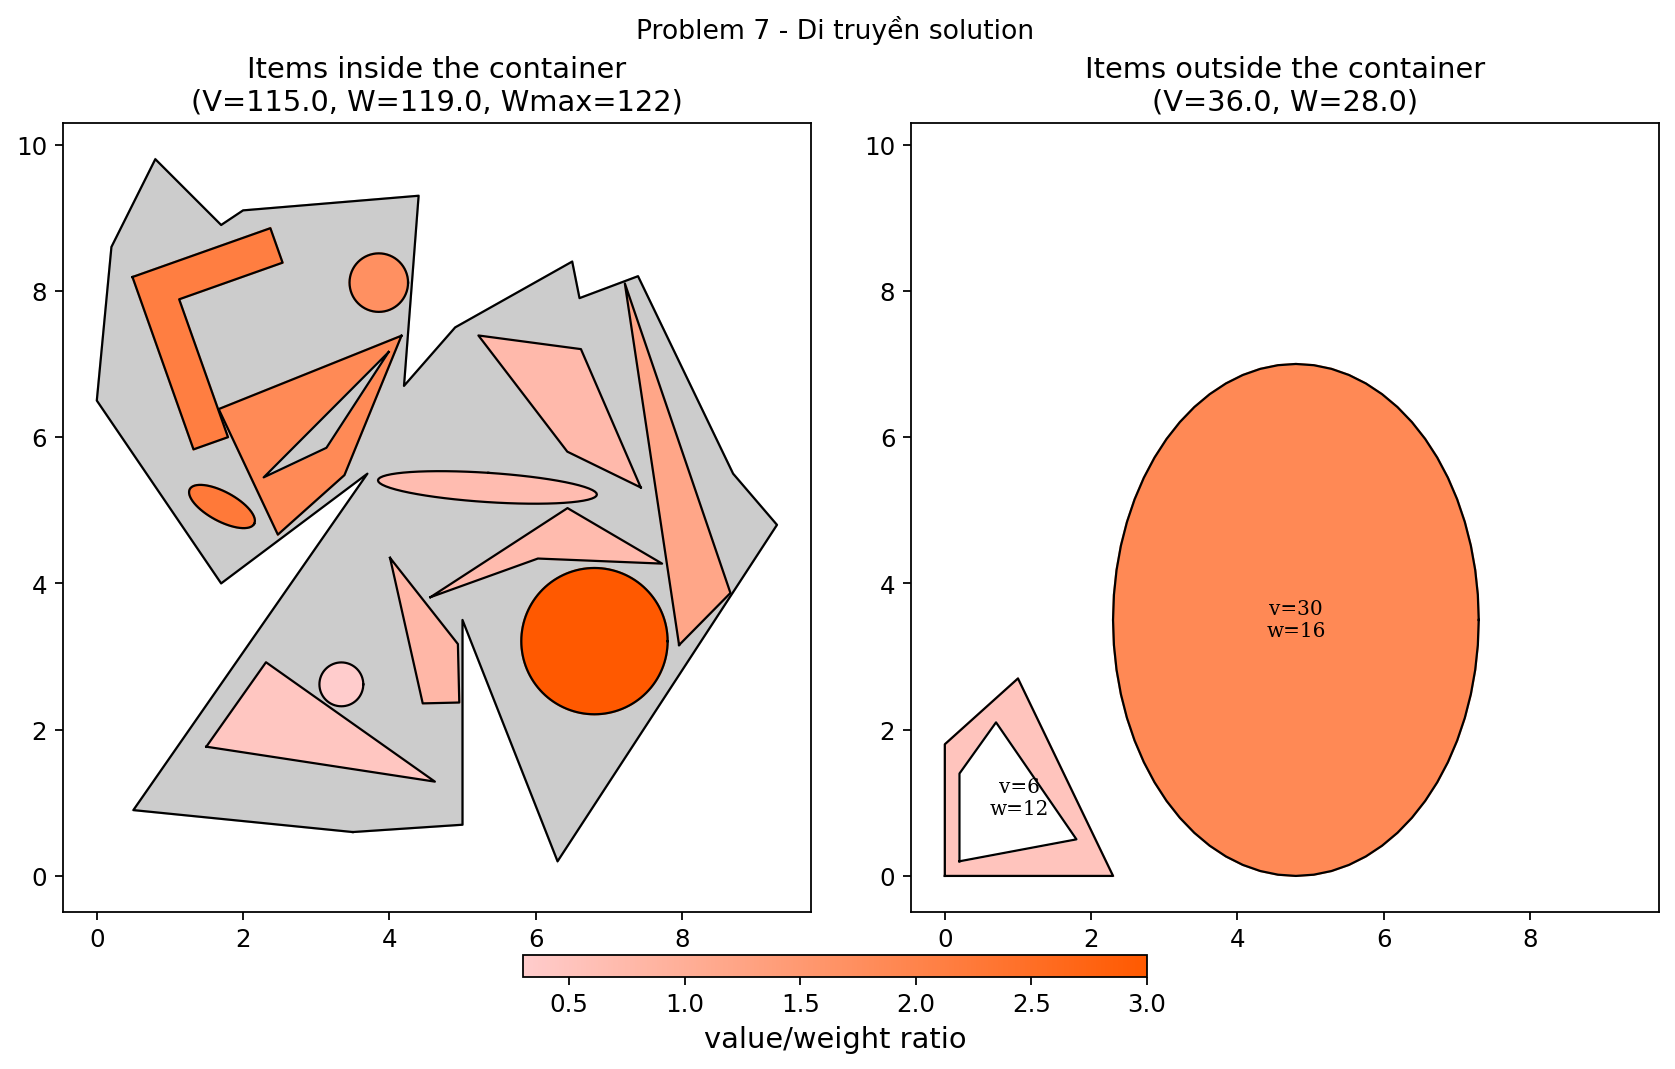 Problem 7 - Di truyền solution
Items inside the container
(V=115.0, W=119.0, Wmax=122)
10
8
6
4
2
0
0 2 4 6 8
Items outside the container
(V=36.0, W=28.0)
10
8
6
4
2
0
v=30
w=16
v=6
w=12
0 2 4 6 8
0.5 1.0 1.5 2.0 2.5 3.0
value/weight ratio